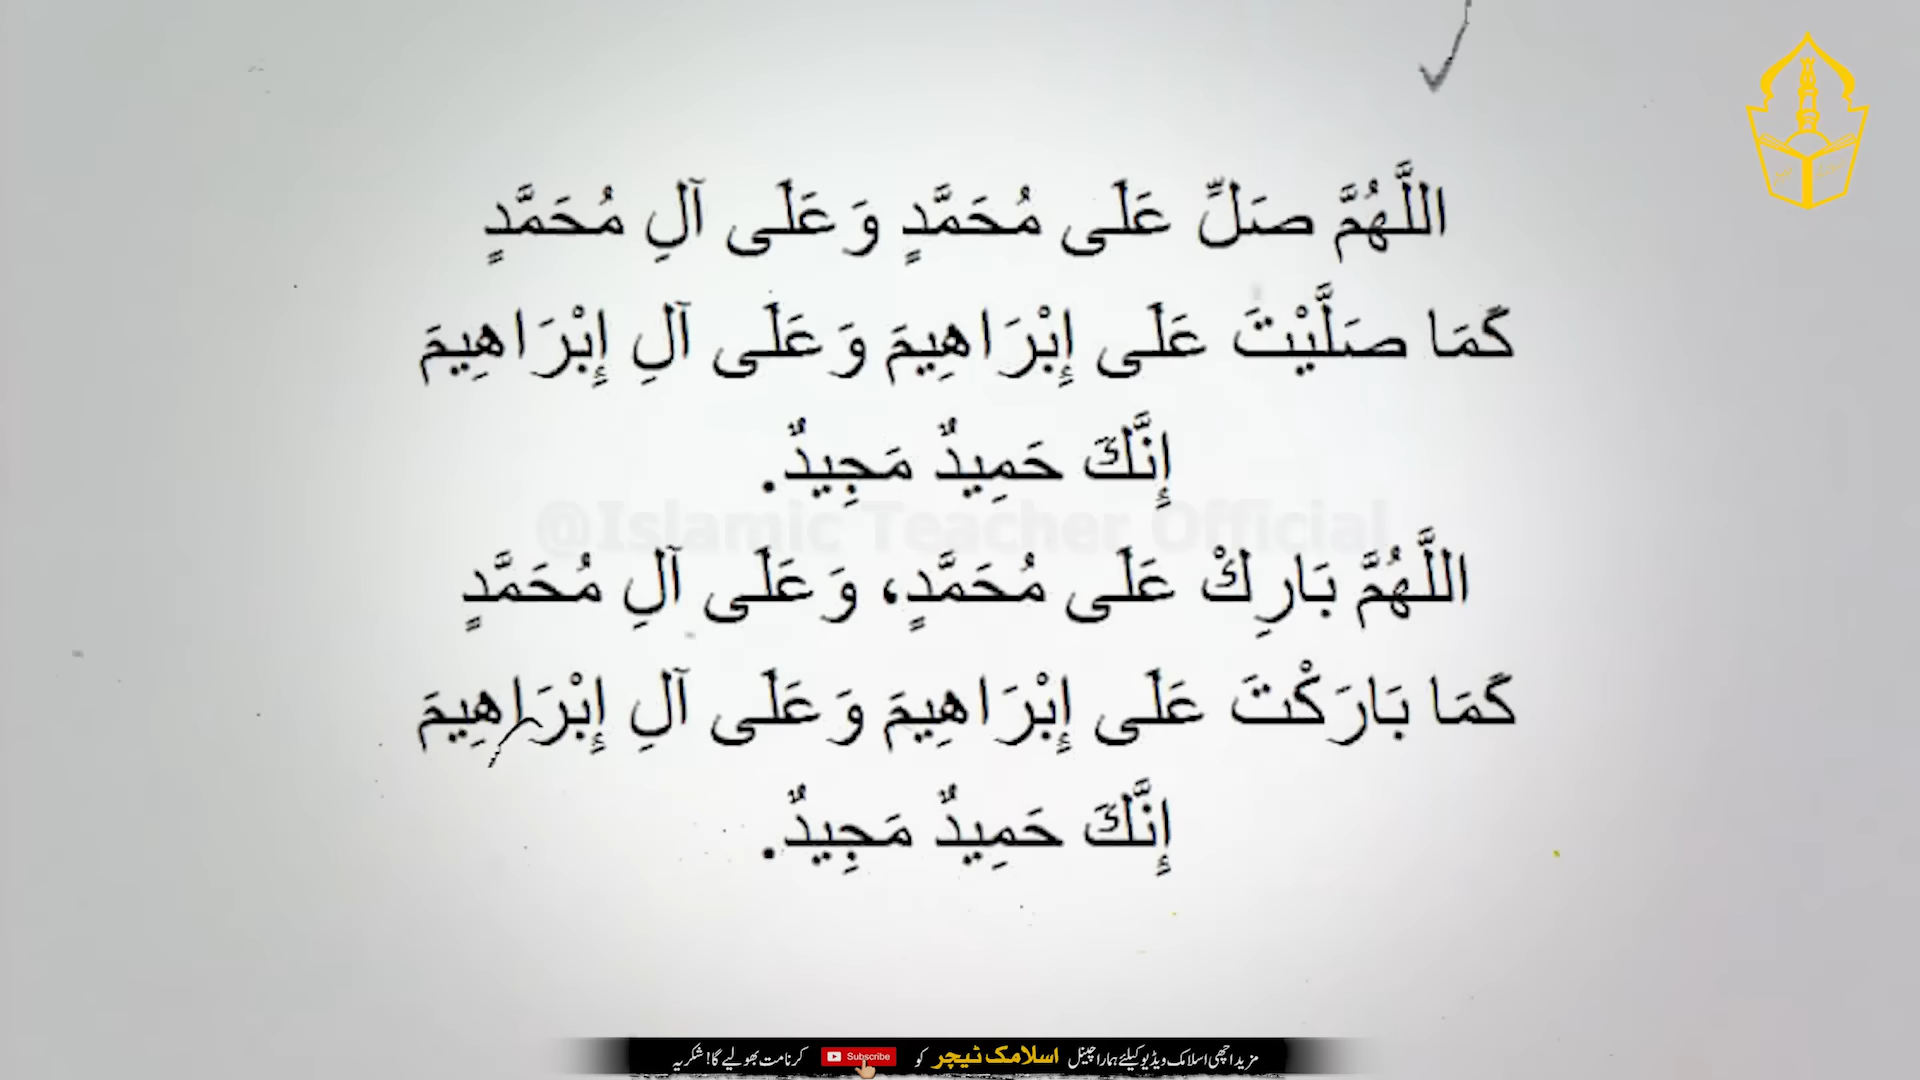 اللَّهُمَّ صَلِّ عَلَى مُحَمَّدٍ وَعَلَى آلِ مُحَمَّدٍ
كَمَا صَلَّيْتَ عَلَى إِبْرَاهِيمَ وَعَلَى آلِ إِبْرَاهِيمَ
إِنَّكَ حَمِيدٌ مَجِيدٌ.
@Islamic Teacher Official
اللَّهُمَّ بَارِكْ عَلَى مُحَمَّدٍ، وَعَلَى آلِ مُحَمَّدٍ
كَمَا بَارَكْتَ عَلَى إِبْرَاهِيمَ وَعَلَى آلِ إِبْرَاهِيمَ
إِنَّكَ حَمِيدٌ مَجِيدٌ.
مزید اچھی اسلامک ویڈیو کیلئے ہمارا چینل اسلامک ٹیچر کو Subscribe کرنا مت بھولیے گا! شکریہ